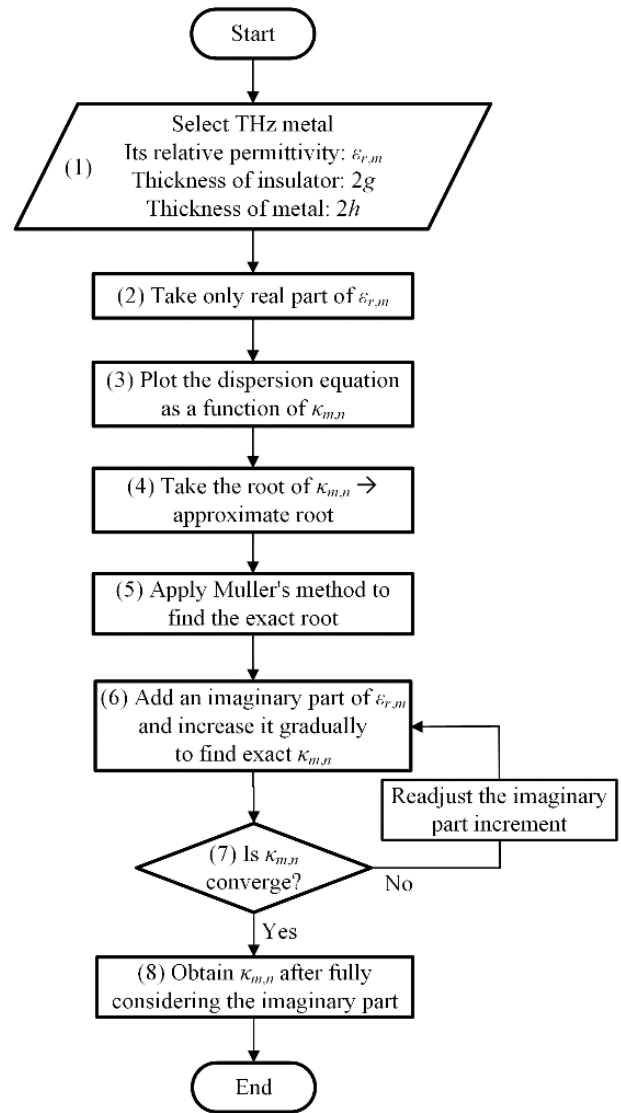 Start
Select THz metal
(1) Its relative permittivity: εr,m
Thickness of insulator: 2g
Thickness of metal: 2h
(2) Take only real part of εr,m
(3) Plot the dispersion equation
as a function of κm,n
(4) Take the root of κm,n →
approximate root
(5) Apply Muller's method to
find the exact root
(6) Add an imaginary part of εr,m
and increase it gradually
to find exact κm,n
Readjust the imaginary
part increment
(7) Is κm,n
converge?
No
Yes
(8) Obtain κm,n after fully
considering the imaginary part
End